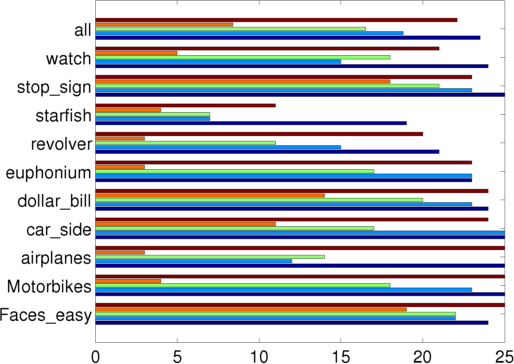 all
watch
stop_sign
starfish
revolver
euphonium
dollar_bill
car_side
airplanes
Motorbikes
Faces_easy
0 5 10 15 20 25